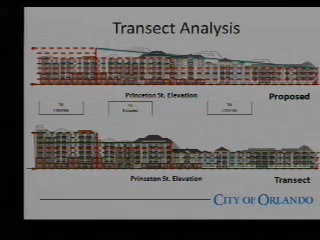 Transect Analysis
Princeton St. Elevation
Proposed
Princeton St. Elevation
Transect
CITY OF ORLANDO